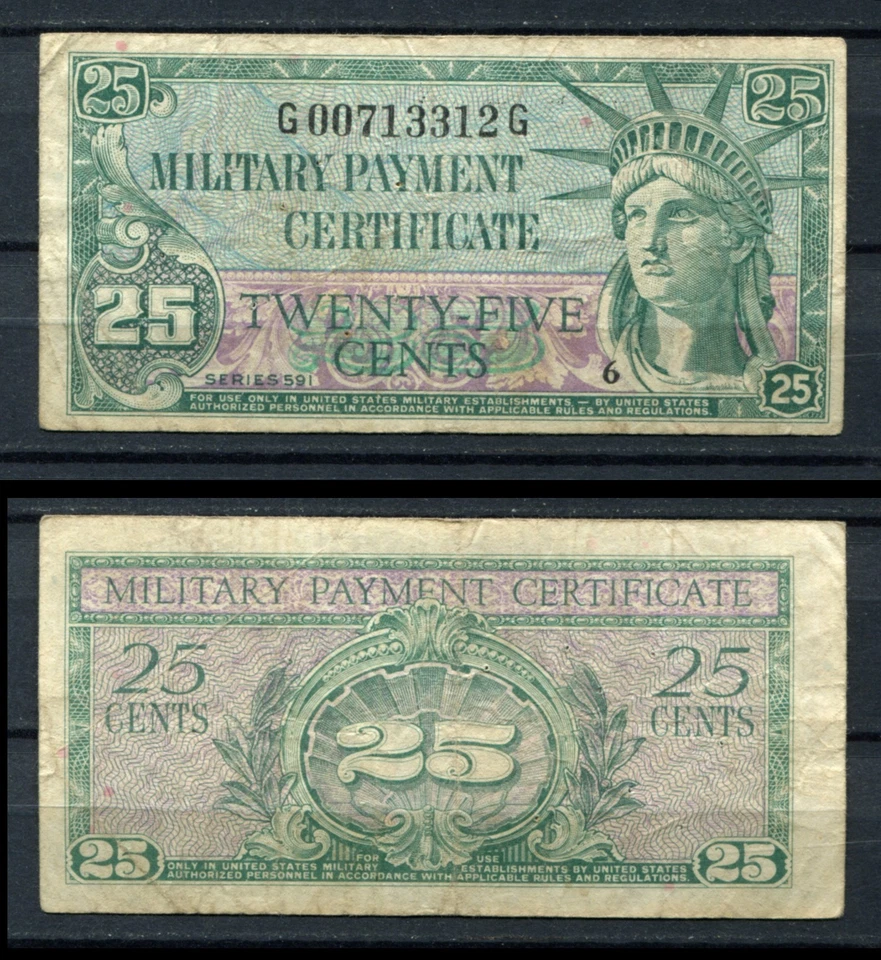 25 25
G00713312G
MILITARY PAYMENT
CERTIFICATE
25
TWENTY-FIVE
CENTS
SERIES 591
6
25
FOR USE ONLY IN UNITED STATES MILITARY ESTABLISHMENTS — BY UNITED STATES
AUTHORIZED PERSONNEL IN ACCORDANCE WITH APPLICABLE RULES AND REGULATIONS.
MILITARY PAYMENT CERTIFICATE
25 25
CENTS CENTS
25
25 25
FOR USE
ONLY IN UNITED STATES MILITARY ESTABLISHMENTS BY UNITED STATES
AUTHORIZED PERSONNEL IN ACCORDANCE WITH APPLICABLE RULES AND REGULATIONS.